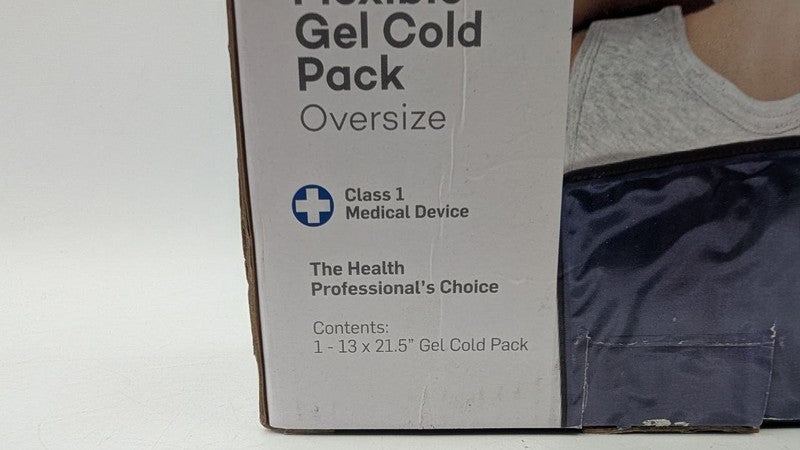 Flexible
Gel Cold
Pack
Oversize
Class 1
Medical Device
The Health
Professional's Choice
Contents:
1 - 13 x 21.5" Gel Cold Pack